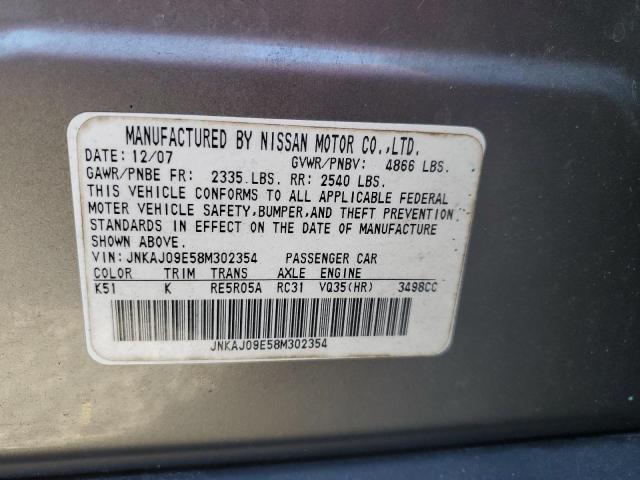 MANUFACTURED BY NISSAN MOTOR CO.,LTD.
DATE: 12/07 GVWR/PNBV: 4866 LBS.
GAWR/PNBE FR: 2335 LBS. RR: 2540 LBS.
THIS VEHICLE CONFORMS TO ALL APPLICABLE FEDERAL
MOTER VEHICLE SAFETY,BUMPER,AND THEFT PREVENTION
STANDARDS IN EFFECT ON THE DATE OF MANUFACTURE
SHOWN ABOVE.
VIN: JNKAJ09E58M302354 PASSENGER CAR
COLOR TRIM TRANS AXLE ENGINE
K51 K RE5R05A RC31 VQ35(HR) 3498CC
JNKAJ09E58M302354